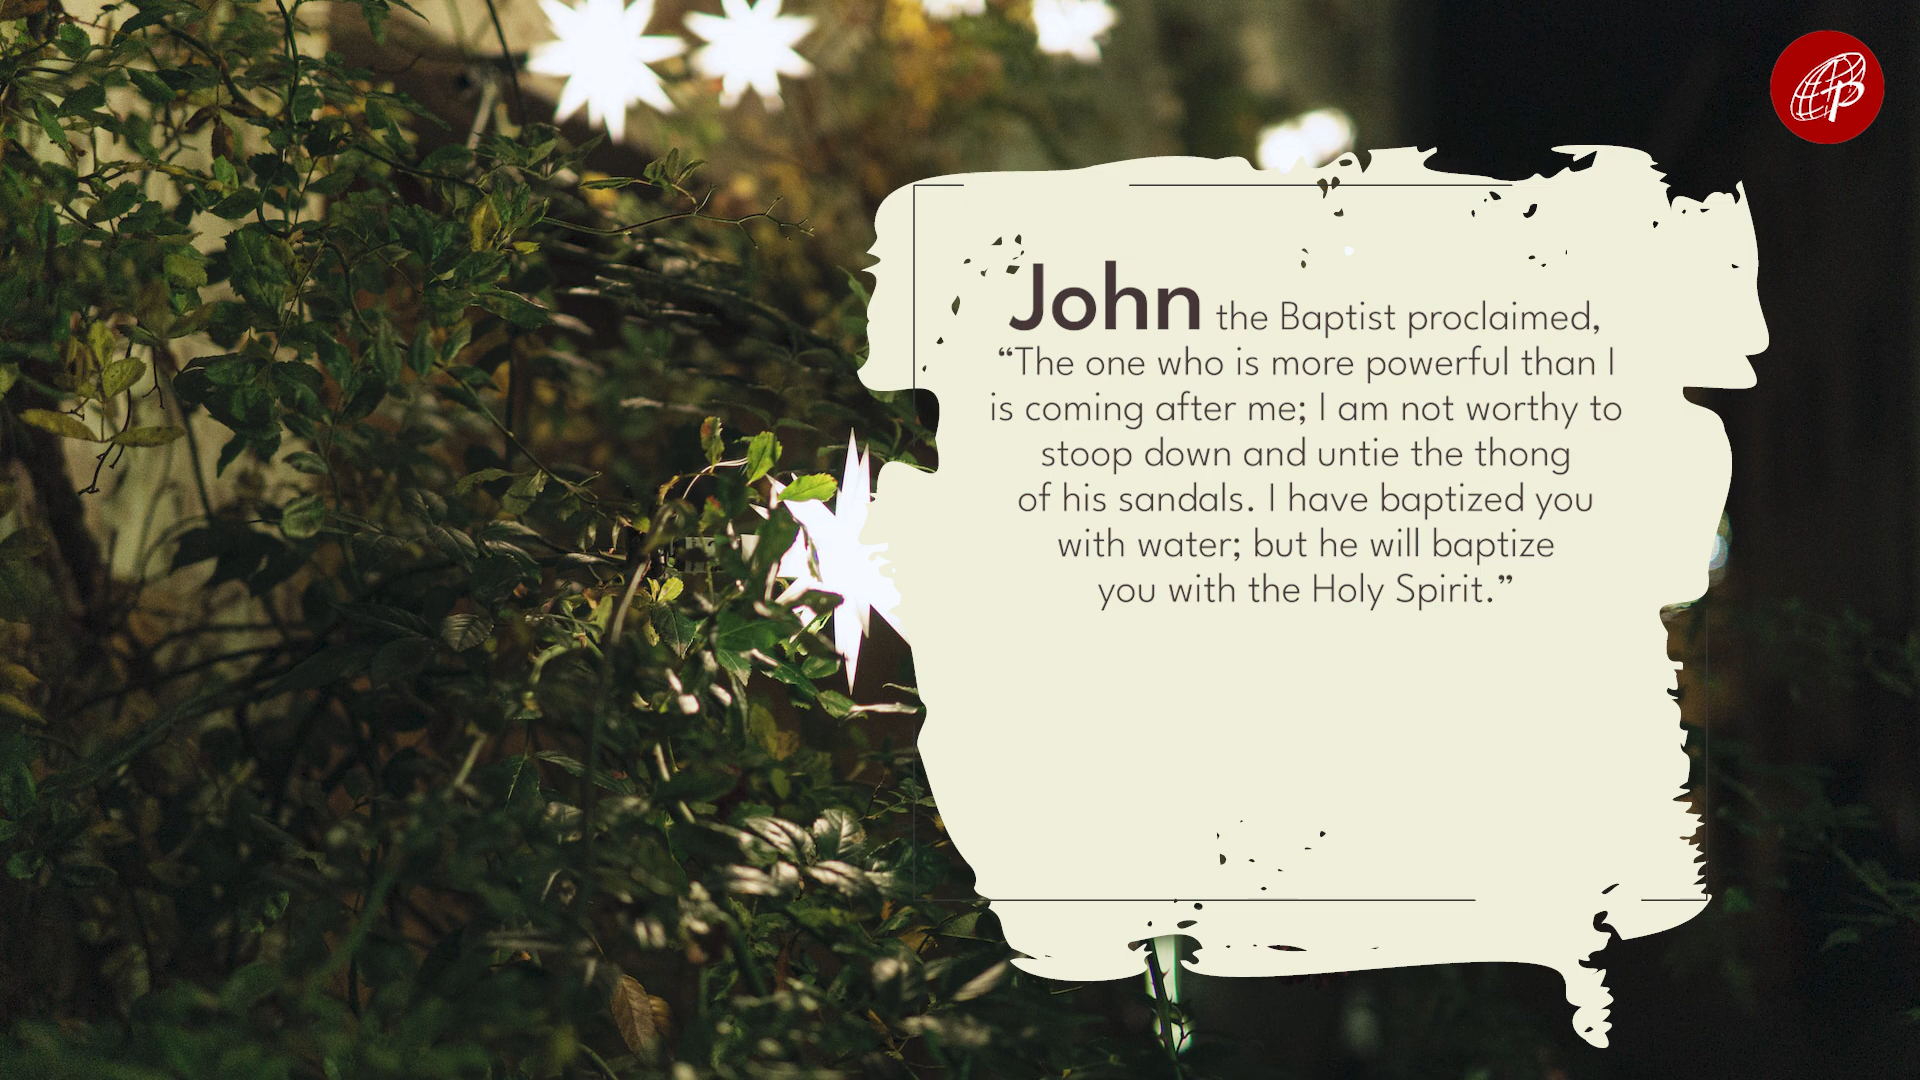 John the Baptist proclaimed,
“The one who is more powerful than I
is coming after me; I am not worthy to
stoop down and untie the thong
of his sandals. I have baptized you
with water; but he will baptize
you with the Holy Spirit.”